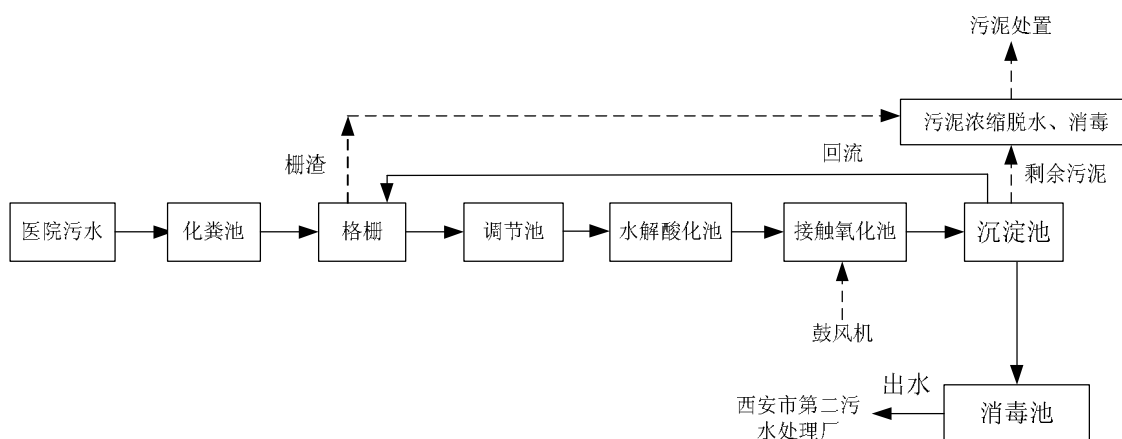 污泥处置
污泥浓缩脱水、消毒
栅渣
回流
剩余污泥
医院污水
化粪池
格栅
调节池
水解酸化池
接触氧化池
沉淀池
鼓风机
出水
西安市第二污
水处理厂
消毒池